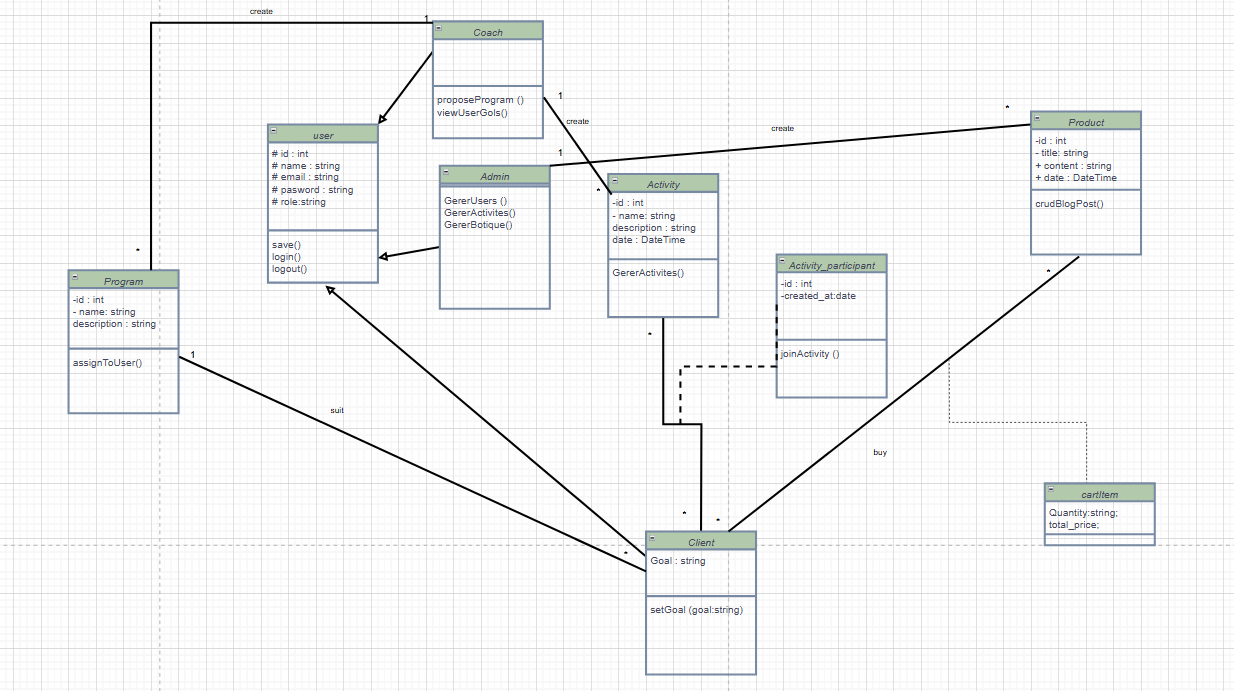 create
1
Coach
proposeProgram ()
viewUserGols()
1
create
*
user
# id : int
# name : string
# email : string
# pasword : string
# role:string
save()
login()
logout()
Admin
GererUsers ()
GererActivites()
GererBotique()
1
create
*
Product
-id : int
- title: string
+ content : string
+ date : DateTime
crudBlogPost()
*
Activity
-id : int
- name: string
description : string
date : DateTime
GererActivites()
*
Activity_participant
-id : int
-created_at:date
joinActivity ()
*
Program
-id : int
- name: string
description : string
assignToUser()
1
suit
*
buy
*
*
cartItem
Quantity:string;
total_price;
Client
Goal : string
setGoal (goal:string)